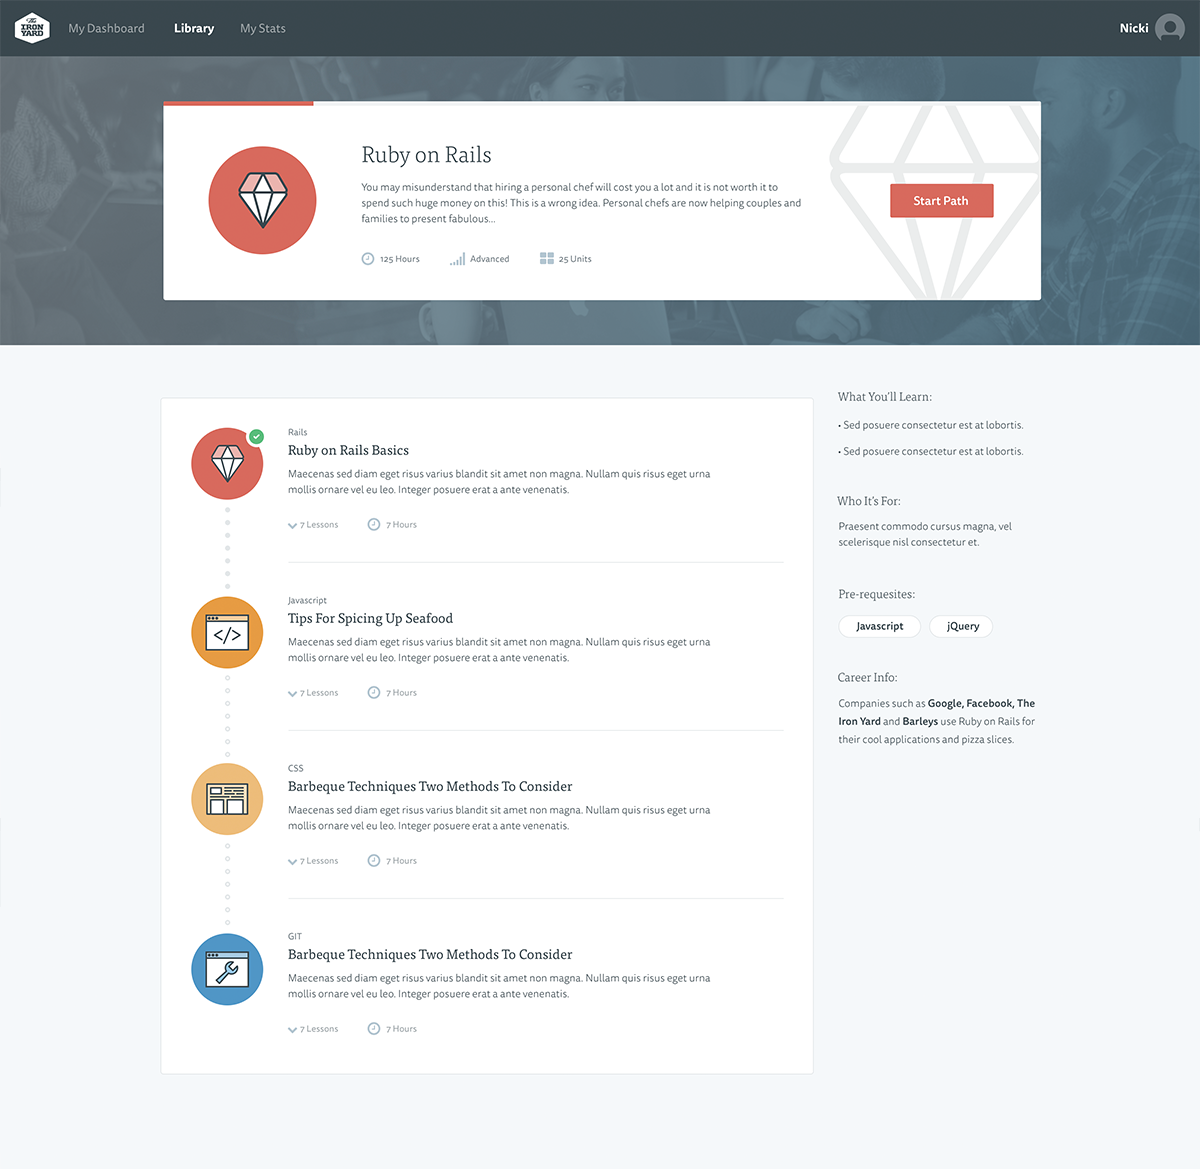 The
IRON
YARD
My Dashboard
Library
My Stats
Nicki
Ruby on Rails
You may misunderstand that hiring a personal chef will cost you a lot and it is not worth it to
spend such huge money on this! This is a wrong idea. Personal chefs are now helping couples and
families to present fabulous...
125 Hours
Advanced
25 Units
Start Path
Rails
Ruby on Rails Basics
Maecenas sed diam eget risus varius blandit sit amet non magna. Nullam quis risus eget urna
mollis ornare vel eu leo. Integer posuere erat a ante venenatis.
7 Lessons
7 Hours
Javascript
Tips For Spicing Up Seafood
Maecenas sed diam eget risus varius blandit sit amet non magna. Nullam quis risus eget urna
mollis ornare vel eu leo. Integer posuere erat a ante venenatis.
7 Lessons
7 Hours
CSS
Barbeque Techniques Two Methods To Consider
Maecenas sed diam eget risus varius blandit sit amet non magna. Nullam quis risus eget urna
mollis ornare vel eu leo. Integer posuere erat a ante venenatis.
7 Lessons
7 Hours
GIT
Barbeque Techniques Two Methods To Consider
Maecenas sed diam eget risus varius blandit sit amet non magna. Nullam quis risus eget urna
mollis ornare vel eu leo. Integer posuere erat a ante venenatis.
7 Lessons
7 Hours
What You'll Learn:
• Sed posuere consectetur est at lobortis.
• Sed posuere consectetur est at lobortis.
Who It's For:
Praesent commodo cursus magna, vel
scelerisque nisl consectetur et.
Pre-requesites:
Javascript
jQuery
Career Info:
Companies such as Google, Facebook, The
Iron Yard and Barleys use Ruby on Rails for
their cool applications and pizza slices.